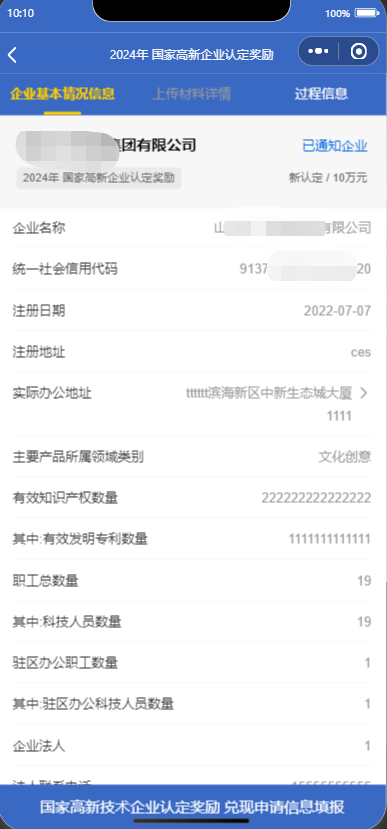 10:10
100%
2024年 国家高新企业认定奖励
企业基本情况信息
上传材料详情
过程信息
集团有限公司
已通知企业
2024年 国家高新企业认定奖励
新认定 / 10万元
企业名称
山 有限公司
统一社会信用代码
9137 20
注册日期
2022-07-07
注册地址
ces
实际办公地址
tttttt滨海新区中新生态城大厦
1111
主要产品所属领域类别
文化创意
有效知识产权数量
222222222222222
其中:有效发明专利数量
1111111111111
职工总数量
19
其中:科技人员数量
19
驻区办公职工数量
1
其中:驻区办公科技人员数量
1
企业法人
1
法人联系电话
15555555555
国家高新技术企业认定奖励 兑现申请信息填报